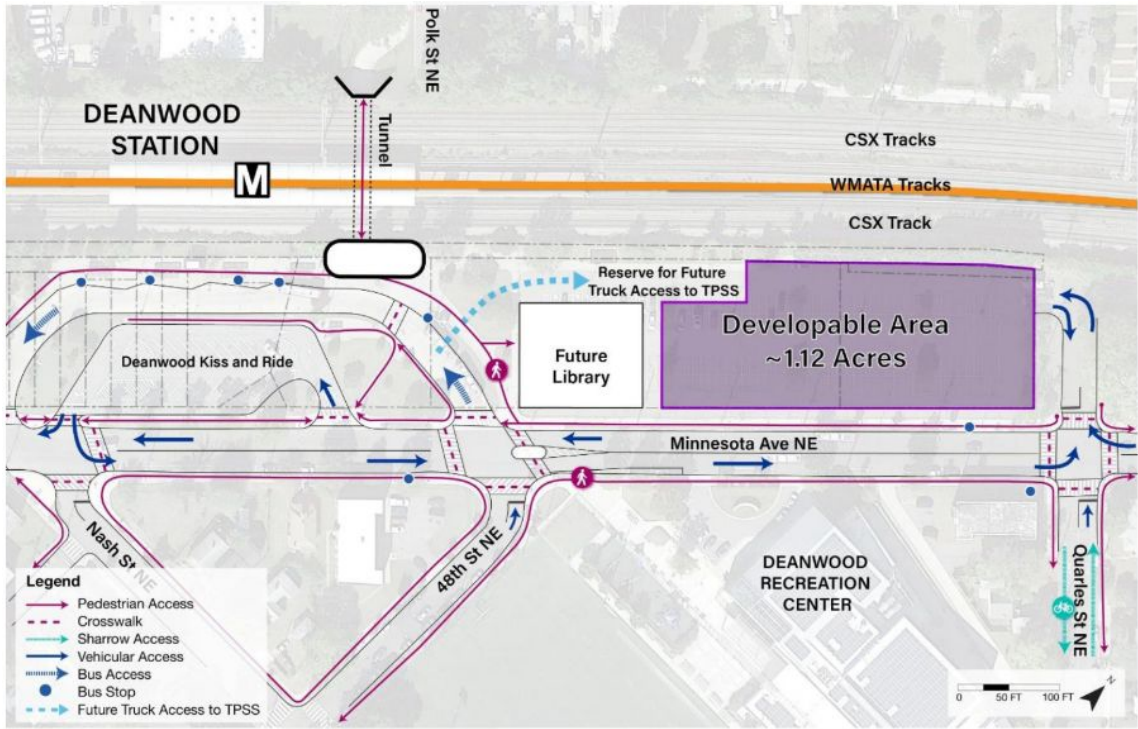 Polk St NE
DEANWOOD
STATION
M
Tunnel
CSX Tracks
WMATA Tracks
CSX Track
Reserve for Future
Truck Access to TPSS
Developable Area
~1.12 Acres
Future
Library
Deanwood Kiss and Ride
Minnesota Ave NE
Nash St NE
48th St NE
DEANWOOD
RECREATION
CENTER
Quarles St NE
Legend
Pedestrian Access
Crosswalk
Sharrow Access
Vehicular Access
Bus Access
Bus Stop
Future Truck Access to TPSS
0 50 FT 100 FT
N